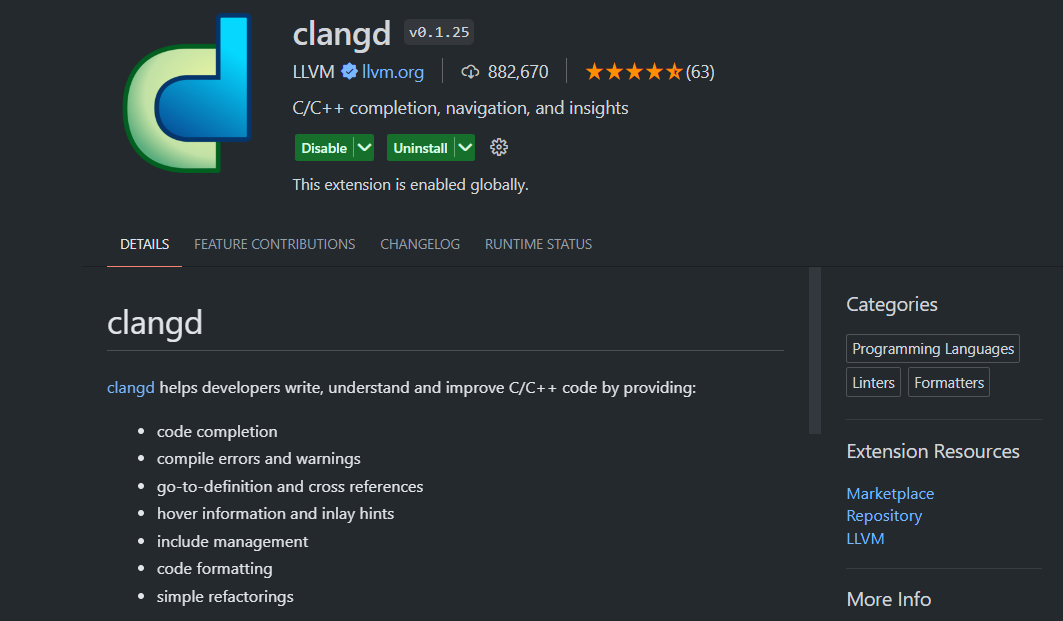 clangd v0.1.25
LLVM llvm.org 882,670 (63)
C/C++ completion, navigation, and insights
Disable Uninstall
This extension is enabled globally.
DETAILS FEATURE CONTRIBUTIONS CHANGELOG RUNTIME STATUS
clangd
clangd helps developers write, understand and improve C/C++ code by providing:
code completion
compile errors and warnings
go-to-definition and cross references
hover information and inlay hints
include management
code formatting
simple refactorings
Categories
Programming Languages
Linters Formatters
Extension Resources
Marketplace
Repository
LLVM
More Info